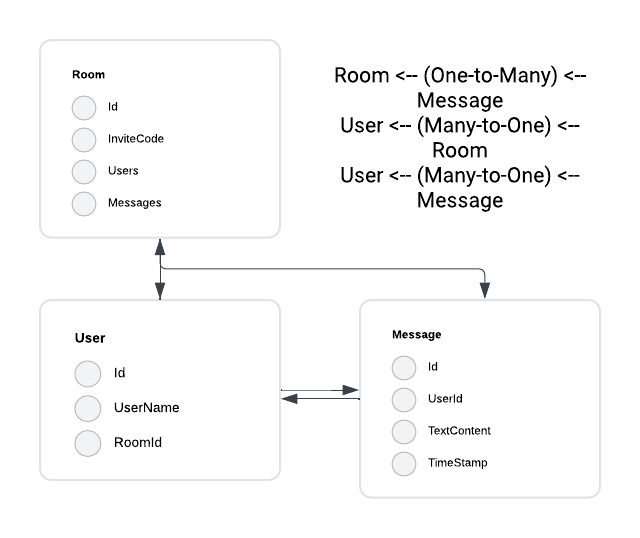 Room
Id
InviteCode
Users
Messages
Room <-- (One-to-Many) <--
Message
User <-- (Many-to-One) <--
Room
User <-- (Many-to-One) <--
Message
User
Id
UserName
RoomId
Message
Id
UserId
TextContent
TimeStamp